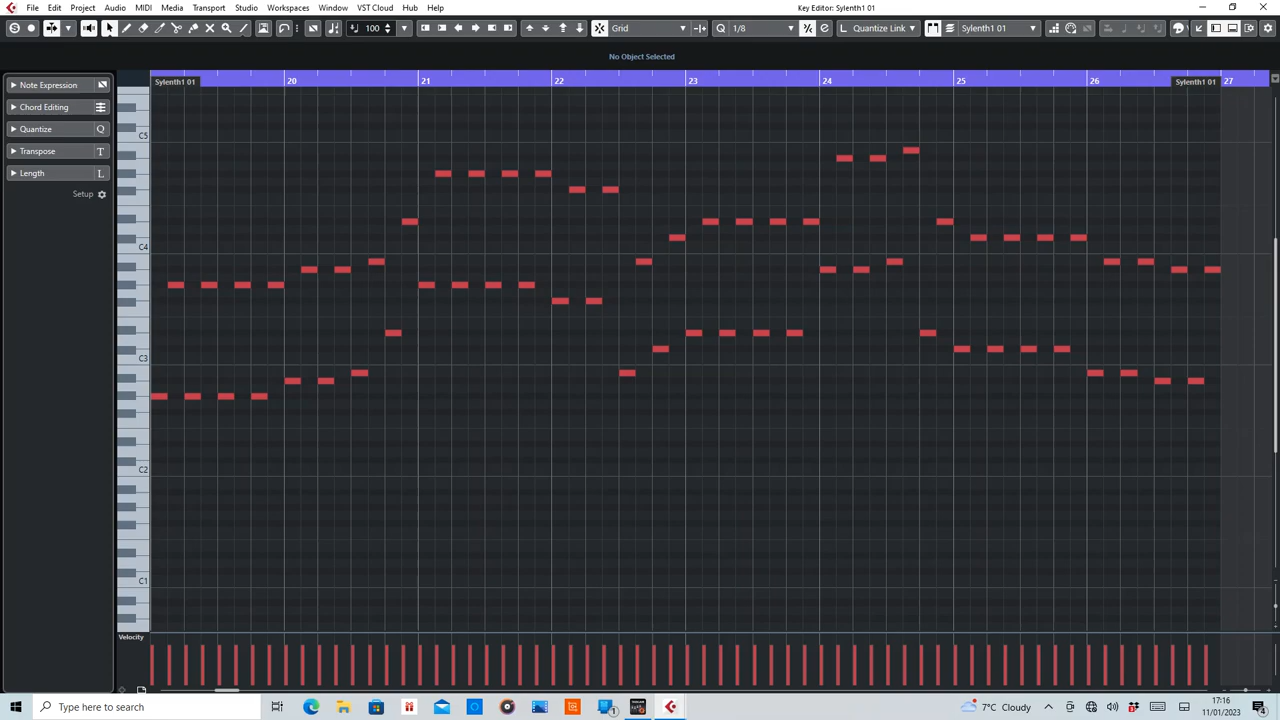 File Edit Project Audio MIDI Media Transport Studio Workspaces Window VST Cloud Hub Help
Key Editor: Sylenth1 01
S 100 Grid Q 1/8 Quantize Link Sylenth1 01
No Object Selected
Sylenth1 01 20 21 22 23 24 25 26 Sylenth1 01 27
Note Expression
Chord Editing
Quantize Q
Transpose T
Length L
Setup
C5
C4
C3
C2
C1
Velocity
Type here to search
1
7°C Cloudy
17:16
11/01/2023
4